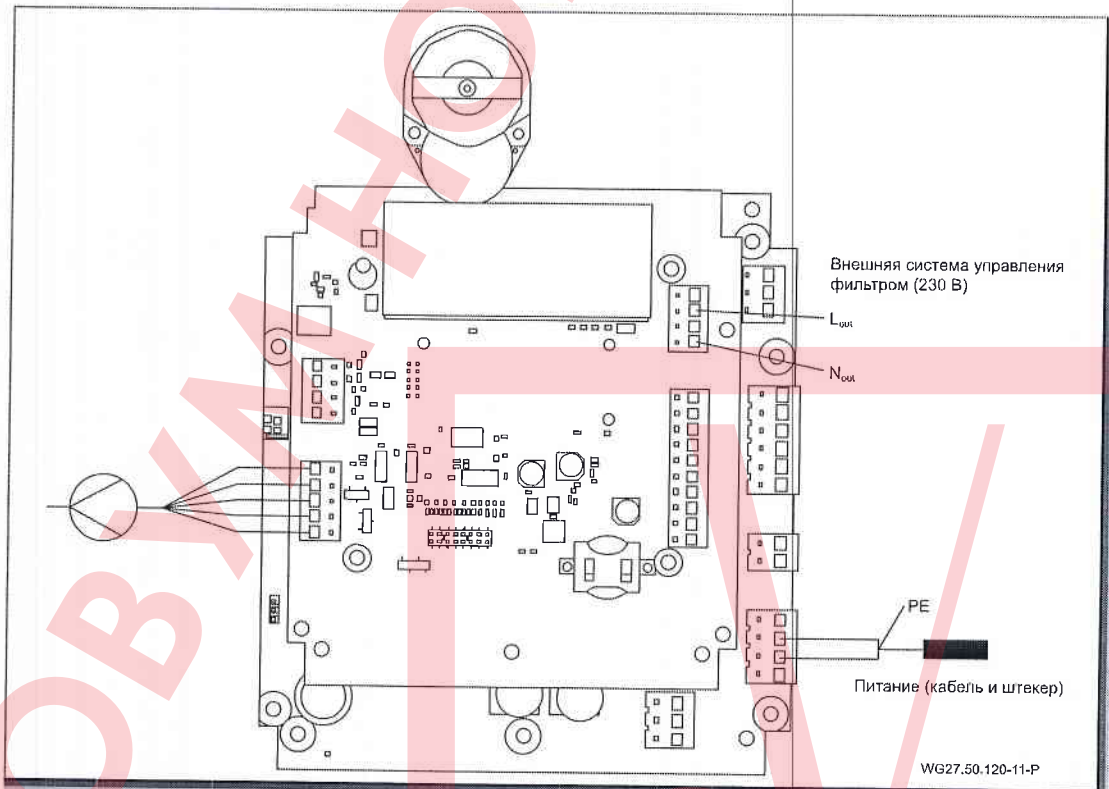 Внешняя система управления
фильтром (230 В)
L out
N out
PE
Питание (кабель и штекер)
WG27.50.120-11-P